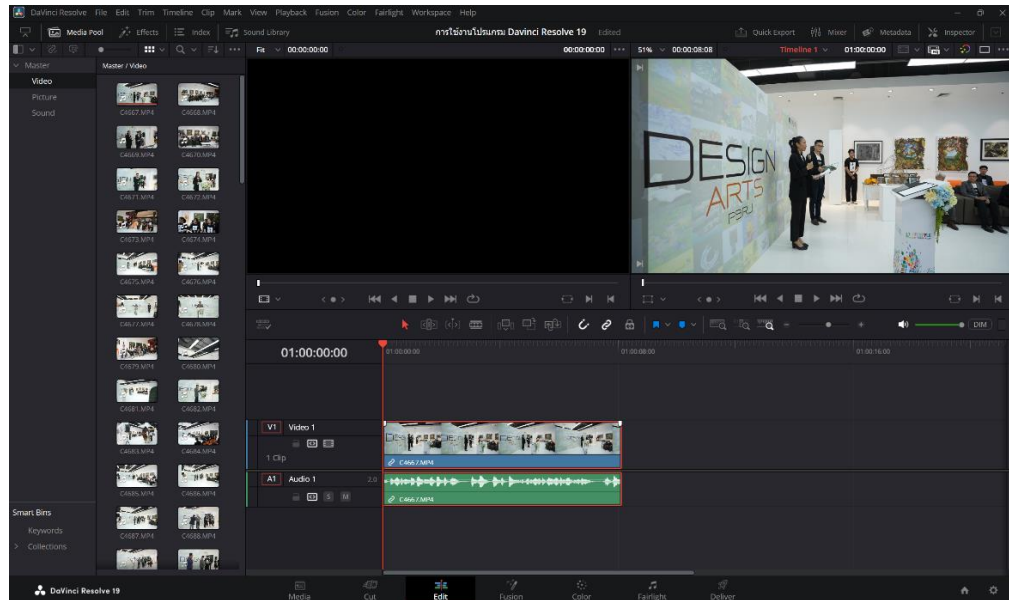 DaVinci Resolve File Edit Trim Timeline Clip Mark View Playback Fusion Color Fairlight Workspace Help
Media Pool Effects Index Sound Library การใช้งานโปรแกรม Davinci Resolve 19 Edited Quick Export Mixer Metadata Inspector
Fit 00:00:00:00 00:00:00:00 51% 00:00:08:08 Timeline 1 01:00:00:00
Master Master / Video
Video
Picture
Sound
C4667.MP4 C4668.MP4
C4669.MP4 C4670.MP4
C4671.MP4 C4672.MP4
C4673.MP4 C4674.MP4
C4675.MP4 C4676.MP4
C4677.MP4 C4678.MP4
C4679.MP4 C4680.MP4
C4681.MP4 C4682.MP4
C4683.MP4 C4684.MP4
C4685.MP4 C4686.MP4
C4687.MP4 C4688.MP4
DESIGN
ARTS
PBRU
DIM
01:00:00:00 01:00:00:00 01:00:08:00 01:00:16:00
V1 Video 1
1 Clip
C4667.MP4
A1 Audio 1 2.0
S M
C4667.MP4
Smart Bins
Keywords
Collections
DaVinci Resolve 19 Media Cut Edit Fusion Color Fairlight Deliver